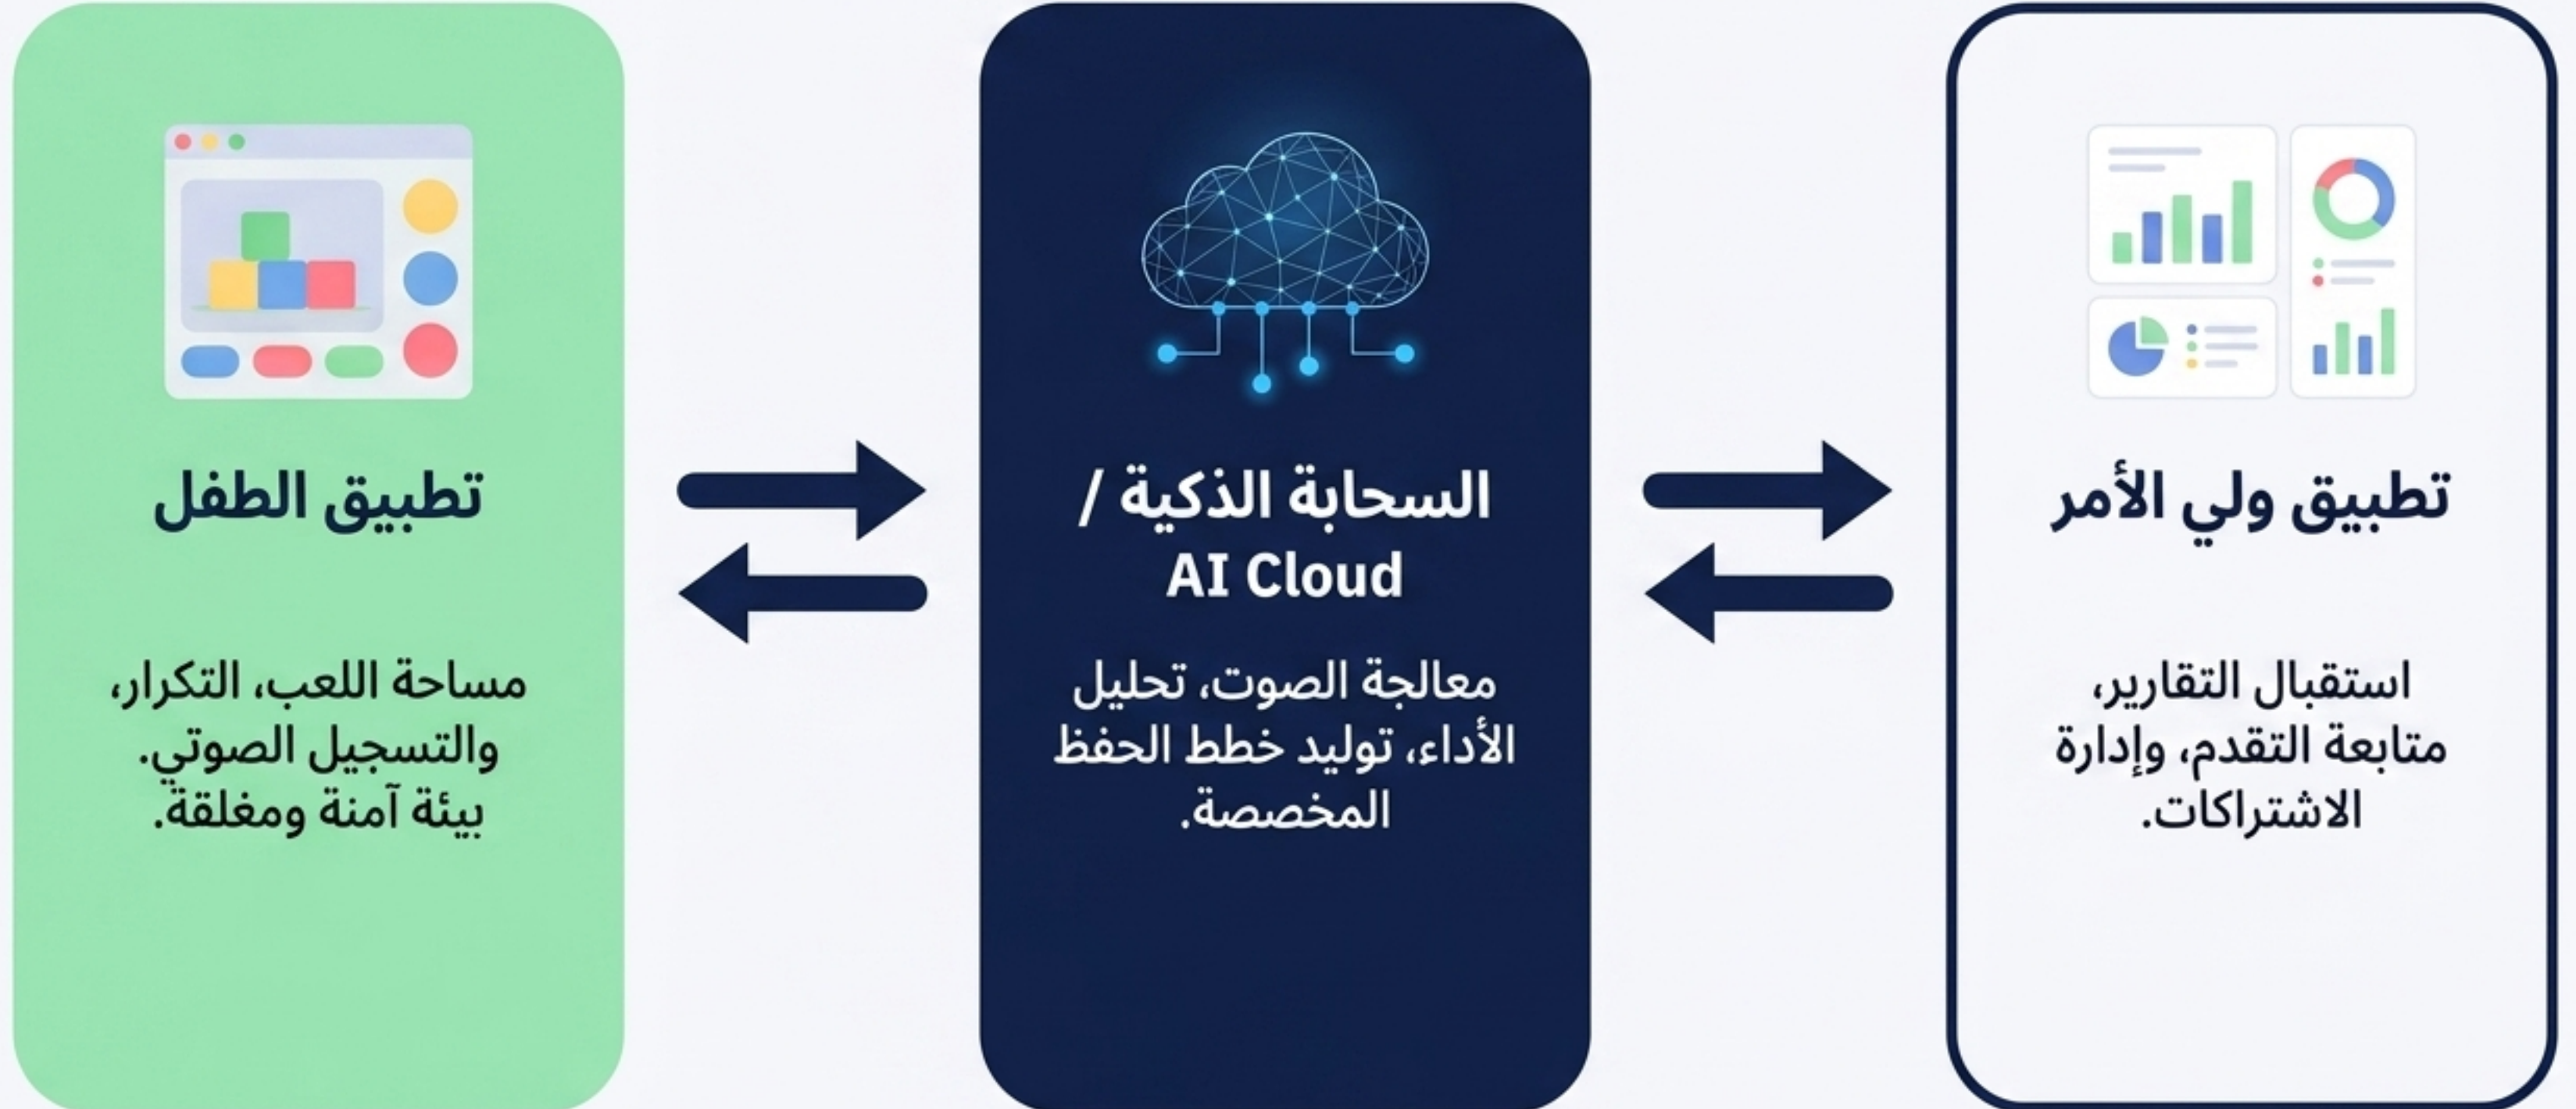 تطبيق ولي الأمر
استقبال التقارير،
متابعة التقدم، وإدارة
الاشتراكات.
السحابة الذكية /
AI Cloud
معالجة الصوت، تحليل
الأداء، توليد خطط الحفظ
المخصصة.
تطبيق الطفل
مساحة اللعب، التكرار،
والتسجيل الصوتي.
بيئة آمنة ومغلقة.